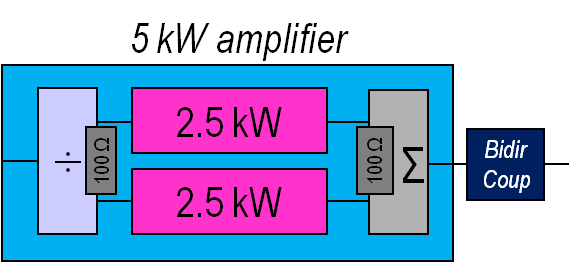 5 kW amplifier
÷
100 Ω
2.5 kW
2.5 kW
100 Ω
Σ
Bidir
Coup